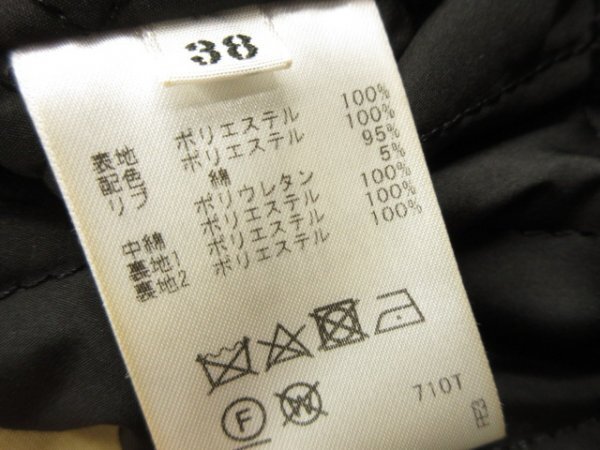 38
表地 ポリエステル 100%
配色 ポリエステル 100%
リブ 綿 95%
ポリウレタン 5%
中綿 ポリエステル 100%
裏地1 ポリエステル 100%
裏地2 ポリエステル 100%
F W
710T